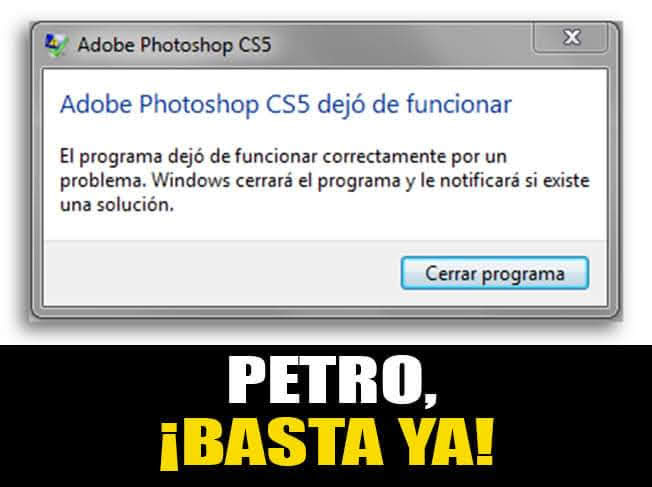 Adobe Photoshop CS5
Adobe Photoshop CS5 dejó de funcionar
El programa dejó de funcionar correctamente por un
problema. Windows cerrará el programa y le notificará si existe
una solución.
Cerrar programa
PETRO,
¡BASTA YA!